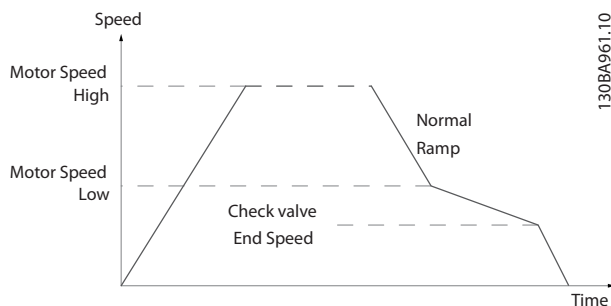 Speed
130BA961.10
Motor Speed
High
Normal
Ramp
Motor Speed
Low
Check valve
End Speed
Time